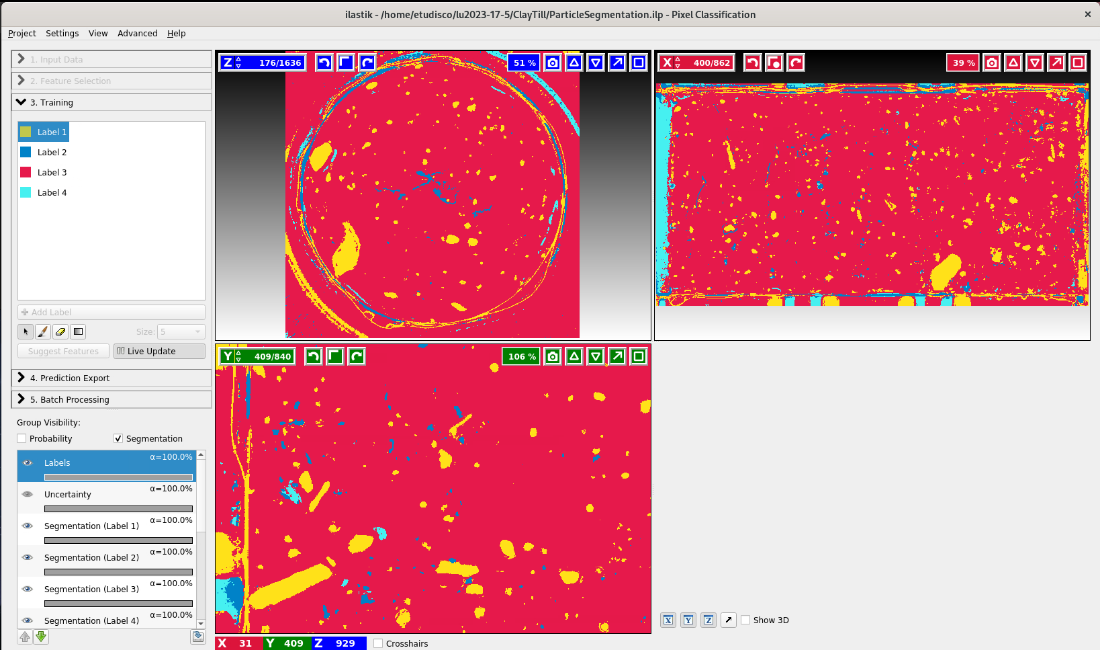 ilastik - /home/etudisco/lu2023-17-5/ClayTill/ParticleSegmentation.ilp - Pixel Classification
Project Settings View Advanced Help
1. Input Data
2. Feature Selection
3. Training
Label 1
Label 2
Label 3
Label 4
Add Label
Size: 5
Suggest Features Live Update
4. Prediction Export
5. Batch Processing
Group Visibility:
Probability Segmentation
Labels α=100.0%
Uncertainty α=100.0%
Segmentation (Label 1) α=100.0%
Segmentation (Label 2) α=100.0%
Segmentation (Label 3) α=100.0%
Segmentation (Label 4) α=100.0%
Z 176/1636 51 %
X 400/862 39 %
Y 409/840 106 %
X Y Z Show 3D
X 31 Y 409 Z 929 Crosshairs